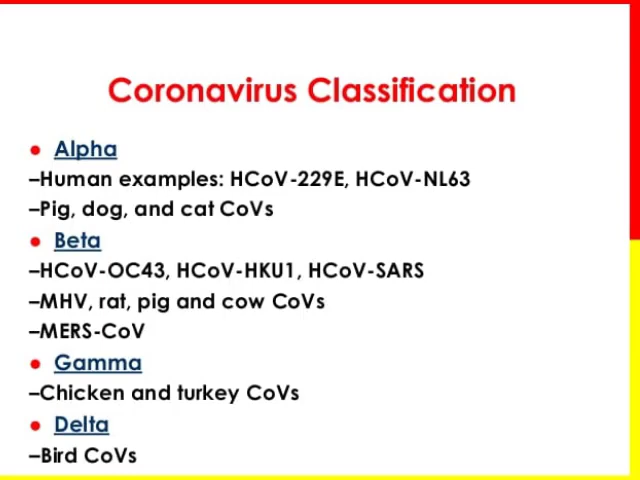 Coronavirus Classification
● Alpha
–Human examples: HCoV-229E, HCoV-NL63
–Pig, dog, and cat CoVs
● Beta
–HCoV-OC43, HCoV-HKU1, HCoV-SARS
–MHV, rat, pig and cow CoVs
–MERS-CoV
● Gamma
–Chicken and turkey CoVs
● Delta
–Bird CoVs